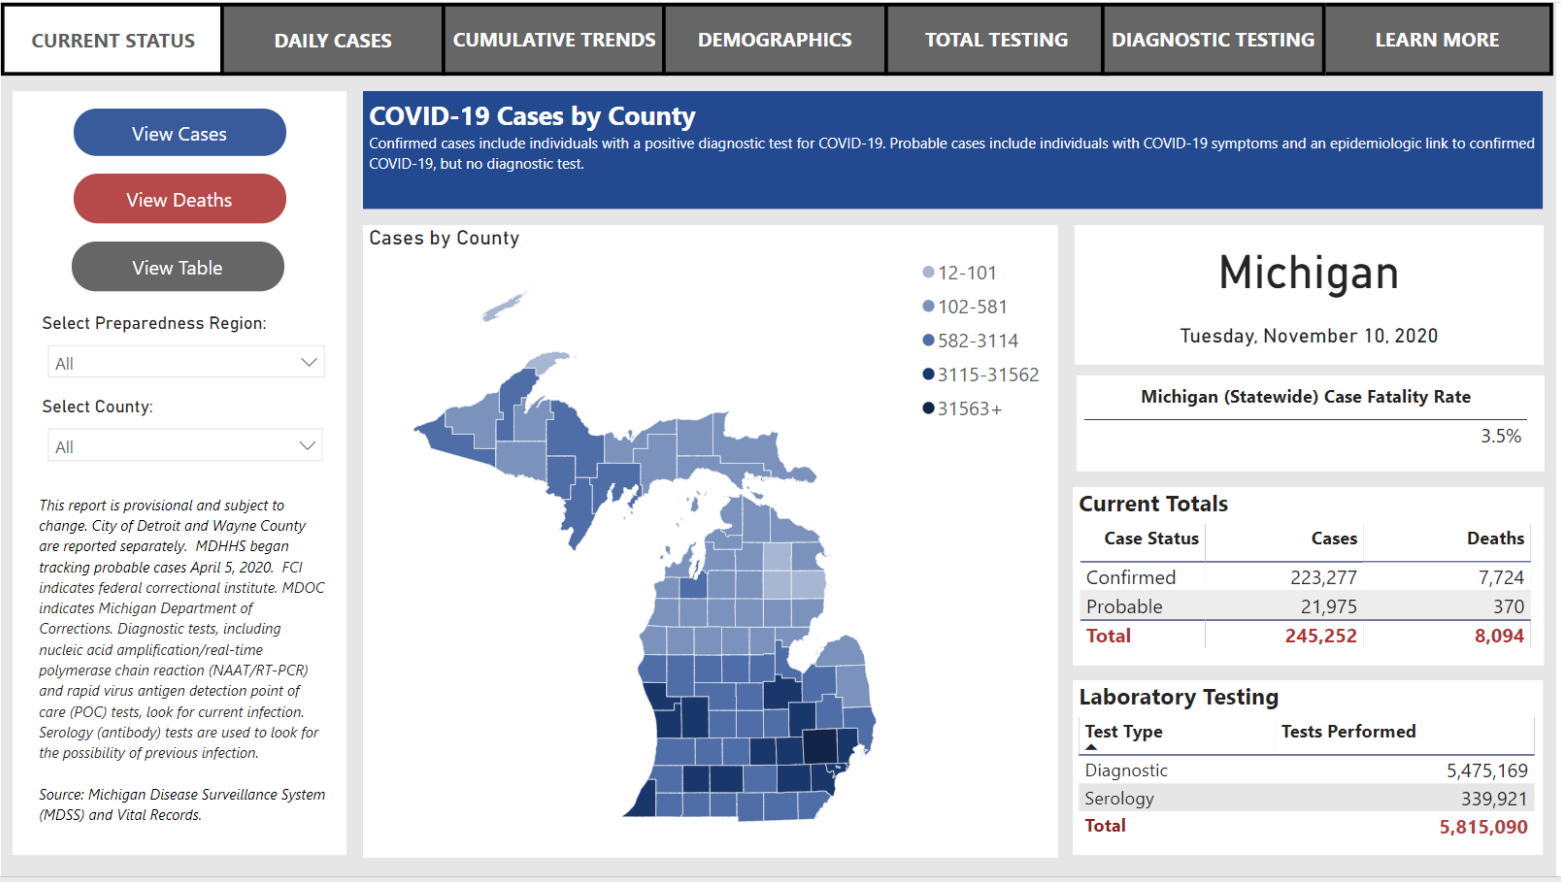 CURRENT STATUS
DAILY CASES
CUMULATIVE TRENDS
DEMOGRAPHICS
TOTAL TESTING
DIAGNOSTIC TESTING
LEARN MORE
View Cases
View Deaths
View Table
Select Preparedness Region:
All
Select County:
All
This report is provisional and subject to
change. City of Detroit and Wayne County
are reported separately.  MDHHS began
tracking probable cases April 5, 2020.  FCI
indicates federal correctional institute. MDOC
indicates Michigan Department of
Corrections. Diagnostic tests, including
nucleic acid amplification/real-time
polymerase chain reaction (NAAT/RT-PCR)
and rapid virus antigen detection point of
care (POC) tests, look for current infection.
Serology (antibody) tests are used to look for
the possibility of previous infection.
Source: Michigan Disease Surveillance System
(MDSS) and Vital Records.
COVID-19 Cases by County
Confirmed cases include individuals with a positive diagnostic test for COVID-19. Probable cases include individuals with COVID-19 symptoms and an epidemiologic link to confirmed
COVID-19, but no diagnostic test.
Cases by County
12-101
102-581
582-3114
3115-31562
31563+
Michigan
Tuesday, November 10, 2020
Michigan (Statewide) Case Fatality Rate
3.5%
Current Totals
Case Status Cases Deaths
Confirmed 223,277 7,724
Probable 21,975 370
Total 245,252 8,094
Laboratory Testing
Test Type Tests Performed
Diagnostic 5,475,169
Serology 339,921
Total 5,815,090